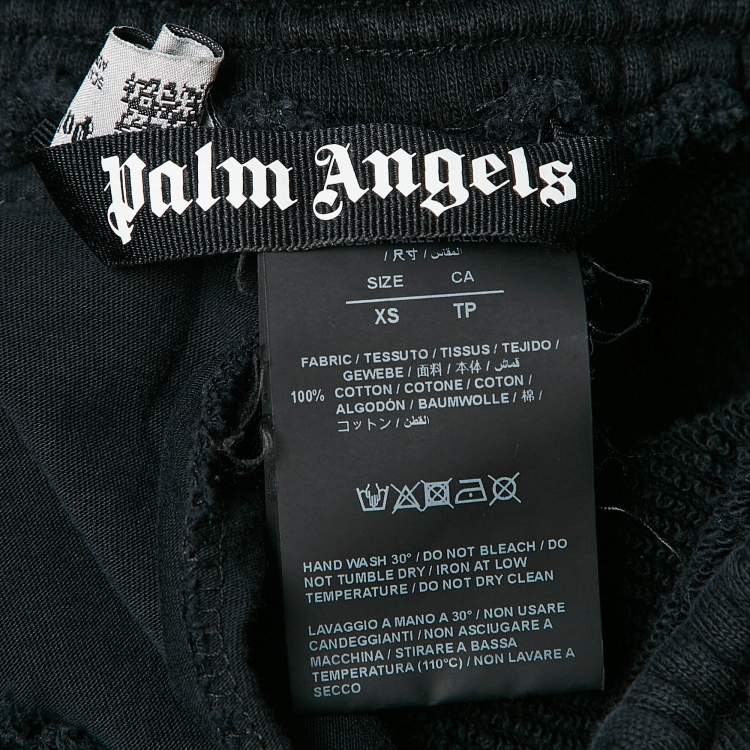 Palm Angels
/ 尺寸 / المقاس /
SIZE CA
XS TP
FABRIC / TESSUTO / TISSUS / TEJIDO /
GEWEBE / 面料 / 本体 / قماش /
100% COTTON / COTONE / COTON /
ALGODÓN / BAUMWOLLE / 棉 /
コットン / القطن /
HAND WASH 30° / DO NOT BLEACH / DO
NOT TUMBLE DRY / IRON AT LOW
TEMPERATURE / DO NOT DRY CLEAN
LAVAGGIO A MANO A 30° / NON USARE
CANDEGGIANTI / NON ASCIUGARE A
MACCHINA / STIRARE A BASSA
TEMPERATURA (110°C) / NON LAVARE A
SECCO